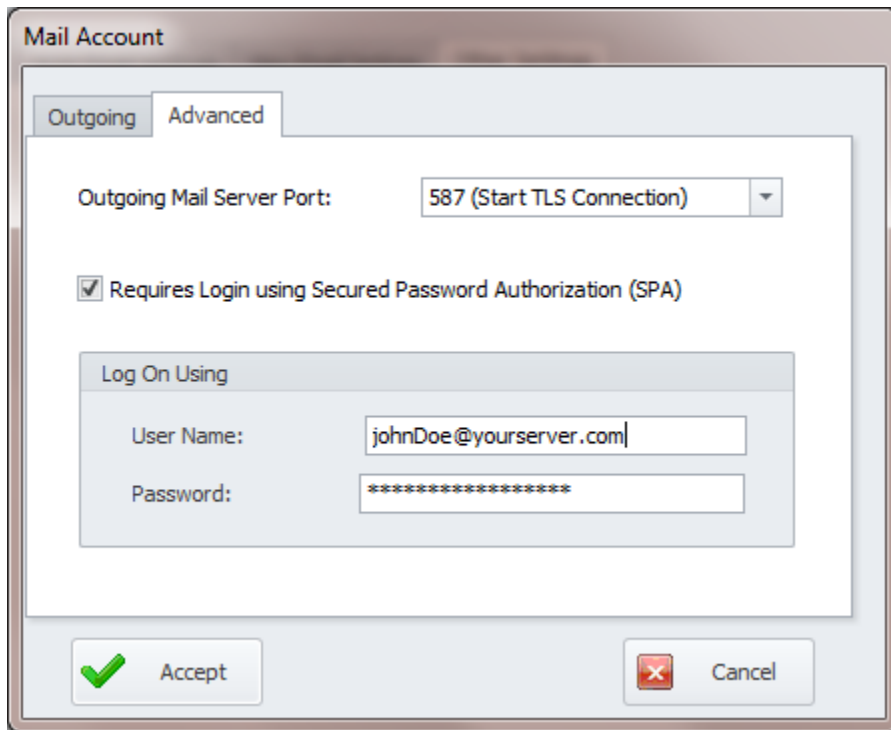 Mail Account
Outgoing Advanced
Outgoing Mail Server Port: 587 (Start TLS Connection)
Requires Login using Secured Password Authorization (SPA)
Log On Using
User Name: johnDoe@yourserver.com
Password: *****************
Accept Cancel